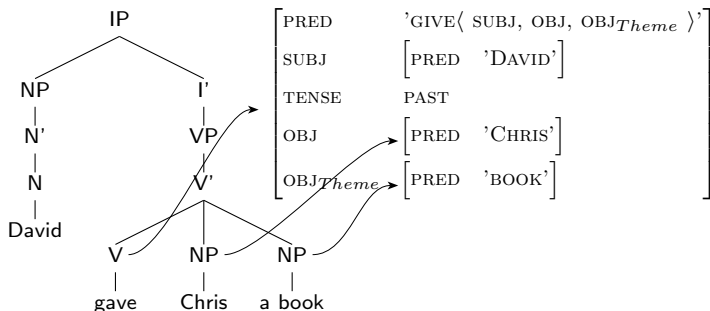 IP
NP I'
N' VP
N V'
David
V NP NP
gave Chris a book
PRED 'GIVE⟨ SUBJ, OBJ, OBJTheme ⟩'
SUBJ [PRED 'DAVID']
TENSE PAST
OBJ [PRED 'CHRIS']
OBJTheme [PRED 'BOOK']